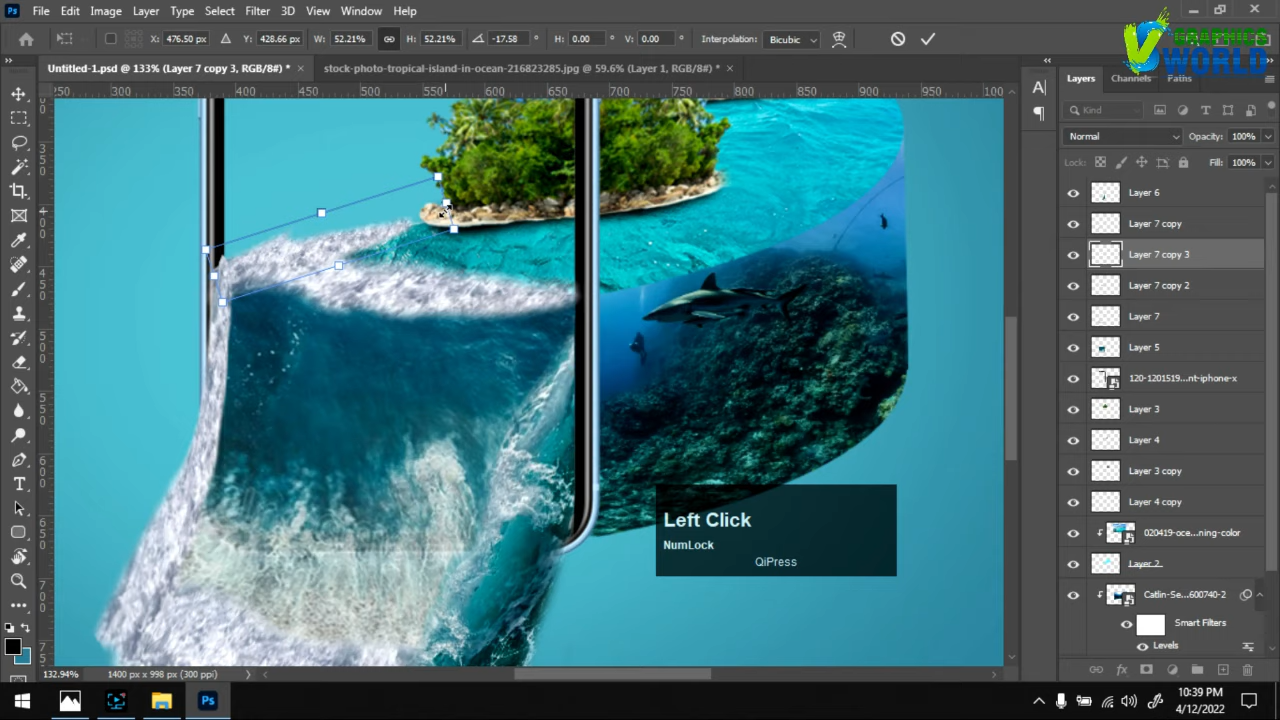 Ps File Edit Image Layer Type Select Filter 3D View Window Help
X: 476.50 px Y: 428.66 px W: 52.21% H: 52.21% -17.58 ° H: 0.00 ° V: 0.00 ° Interpolation: Bicubic
GRAPHICS
WORLD
Untitled-1.psd @ 133% (Layer 7 copy 3, RGB/8#) * × stock-photo-tropical-island-in-ocean-216823285.jpg @ 59.6% (Layer 1, RGB/8#) * ×
Layers Channels Paths
Kind
Normal Opacity: 100%
Lock: Fill: 100%
Layer 6
Layer 7 copy
Layer 7 copy 3
Layer 7 copy 2
Layer 7
Layer 5
120-1201519...nt-iphone-x
Layer 3
Layer 4
Layer 3 copy
Layer 4 copy
020419-oce...ning-color
Layer 2
Catlin-Se...600740-2
Smart Filters
Levels
300 350 400 450 500 550 600 650 700 750 800 850 900 950
Left Click
NumLock
QiPress
132.94% 1400 px x 998 px (300 ppi)
Ps
10:39 PM
4/12/2022